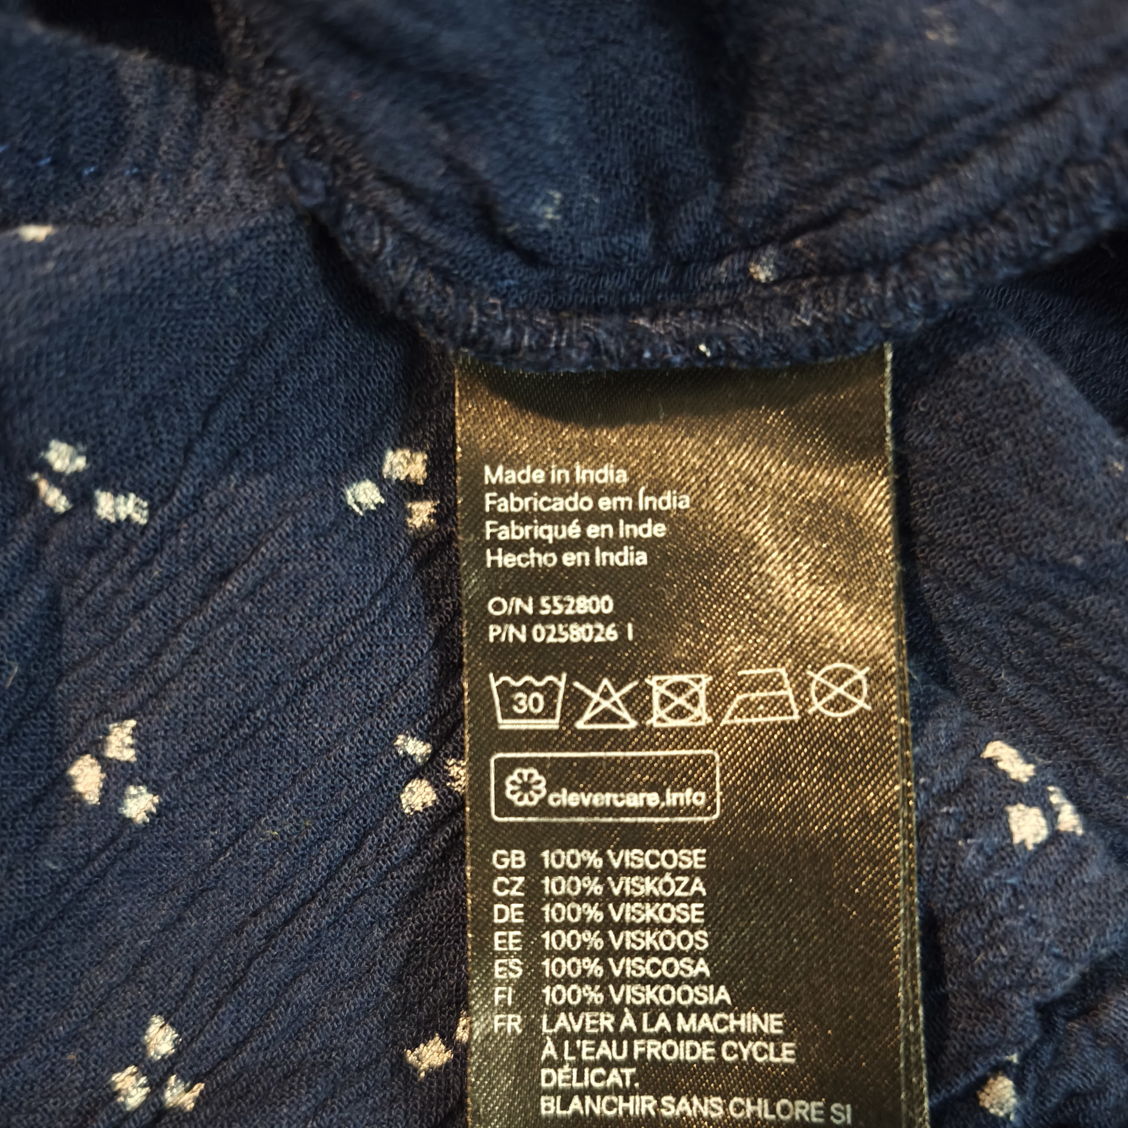 Made in India
Fabricado em Índia
Fabriqué en Inde
Hecho en India
O/N 552800
P/N 0258026 1
30
clevercare.info
GB 100% VISCOSE
CZ 100% VISKÓZA
DE 100% VISKOSE
EE 100% VISKOOS
ES 100% VISCOSA
FI 100% VISKOOSIA
FR LAVER À LA MACHINE
À L'EAU FROIDE CYCLE
DÉLICAT.
BLANCHIR SANS CHLORE SI